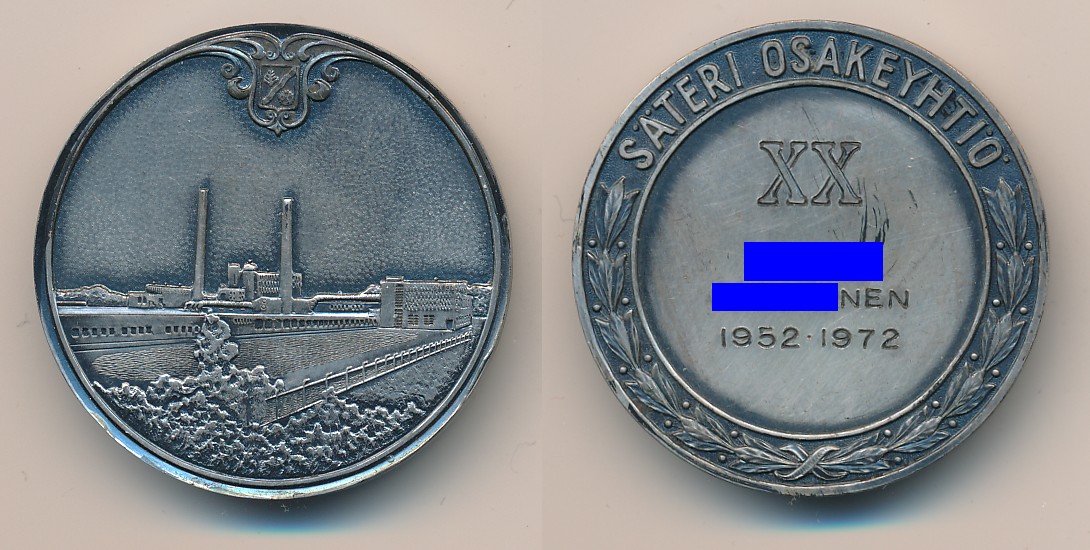 SÄTERI OSAKEYHTIÖ
XX
NEN
1952·1972